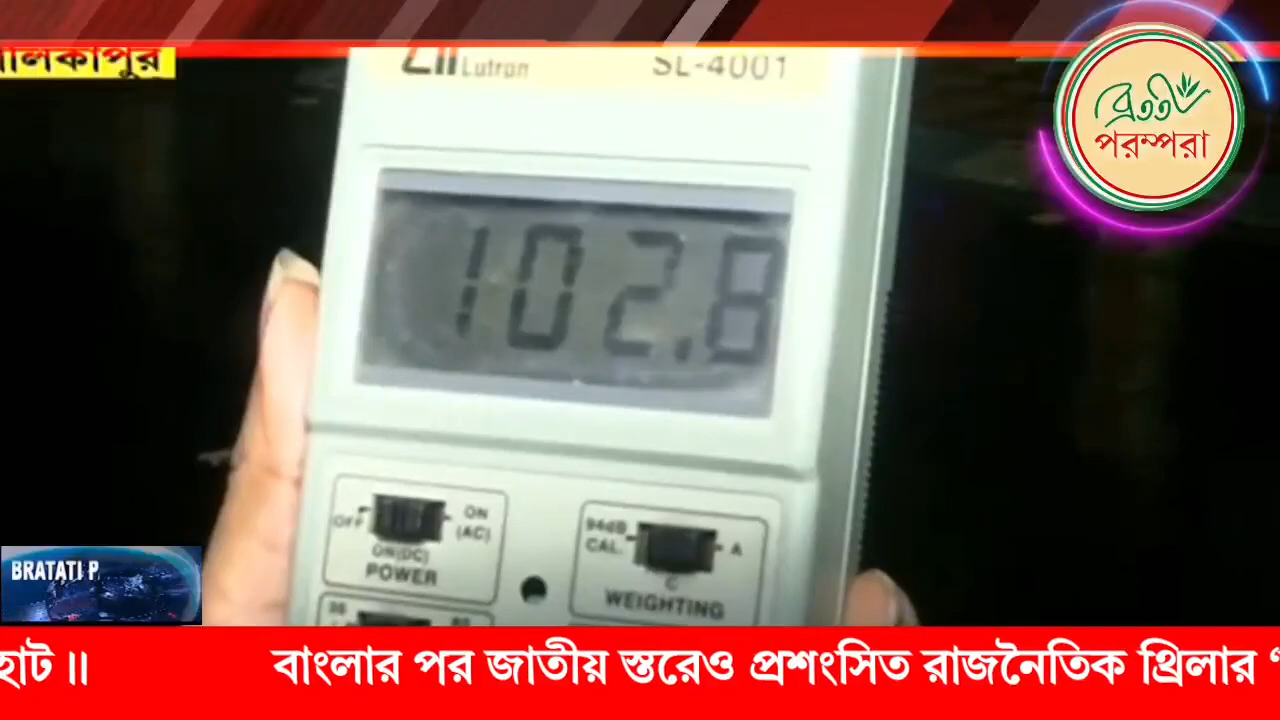 Lutron
SL-4001
ব্রততী
পরম্পরা
102.8
OFF
ON
(AC)
ON(DC)
POWER
94dB
CAL.
A
C
WEIGHTING
BRATATI P
বাংলার পর জাতীয় স্তরেও প্রশংসিত রাজনৈতিক থ্রিলার